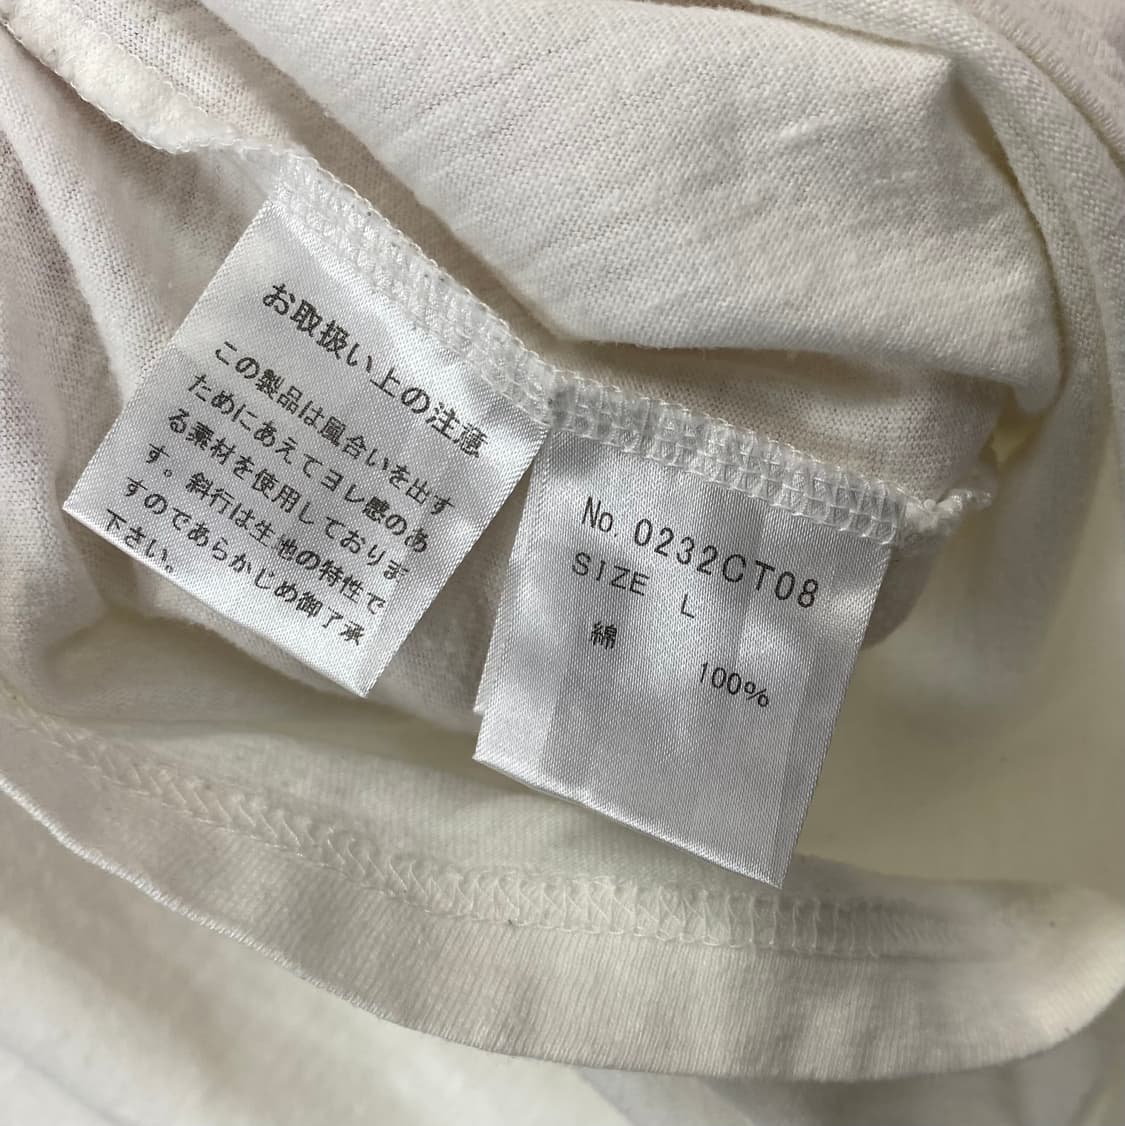 お取扱い上の注意
この製品は風合いを出す
ためにあえてヨレ感のあ
る素材を使用しておりま
す。斜行は生地の特性で
すのであらかじめ御了承
下さい。
No. 0232CT08
SIZE L
綿 100%